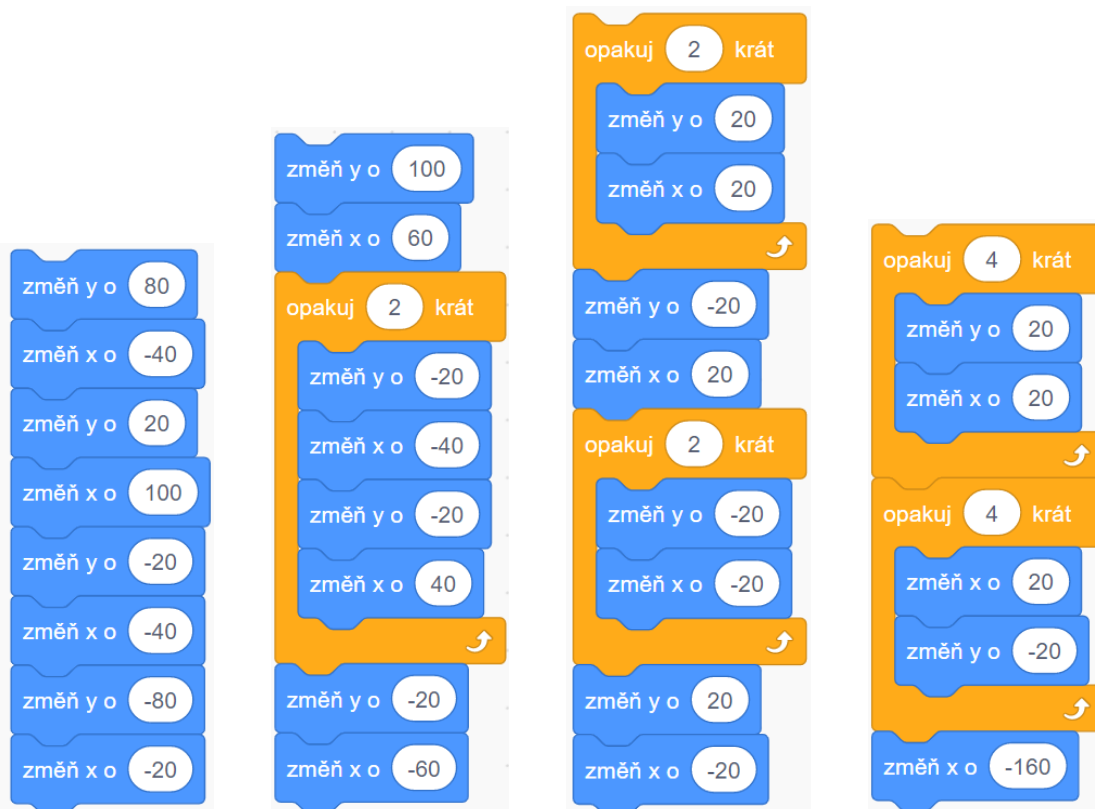 změň y o 80
změň x o -40
změň y o 20
změň x o 100
změň y o -20
změň x o -40
změň y o -80
změň x o -20
změň y o 100
změň x o 60
opakuj 2 krát
změň y o -20
změň x o -40
změň y o -20
změň x o 40
změň y o -20
změň x o -60
opakuj 2 krát
změň y o 20
změň x o 20
změň y o -20
změň x o 20
opakuj 2 krát
změň y o -20
změň x o -20
změň y o 20
změň x o -20
opakuj 4 krát
změň y o 20
změň x o 20
opakuj 4 krát
změň x o 20
změň y o -20
změň x o -160